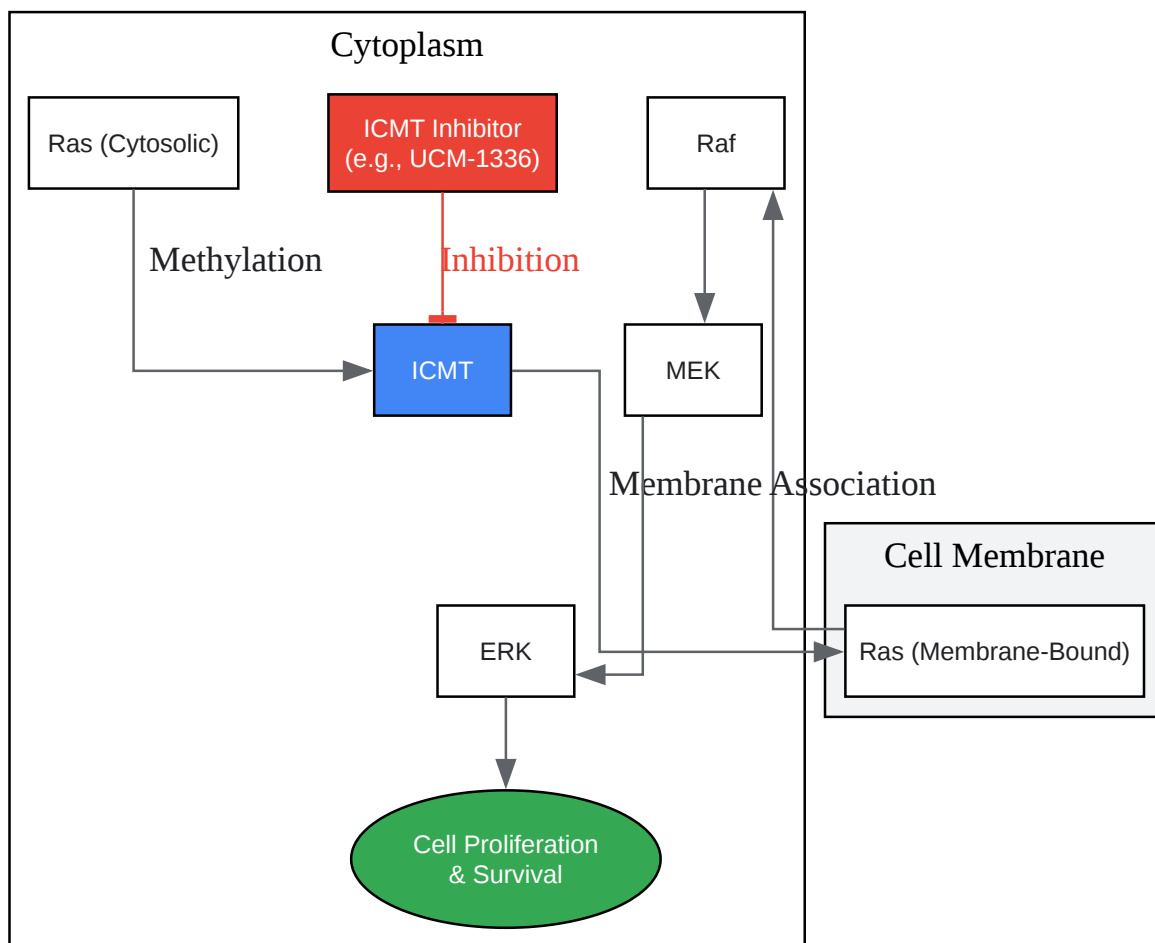 Cytoplasm
Ras (Cytosolic)
ICMT Inhibitor
(e.g., UCM-1336)
Raf
Methylation
Inhibition
ICMT
MEK
Membrane Association
Cell Membrane
ERK
Ras (Membrane-Bound)
Cell Proliferation
& Survival